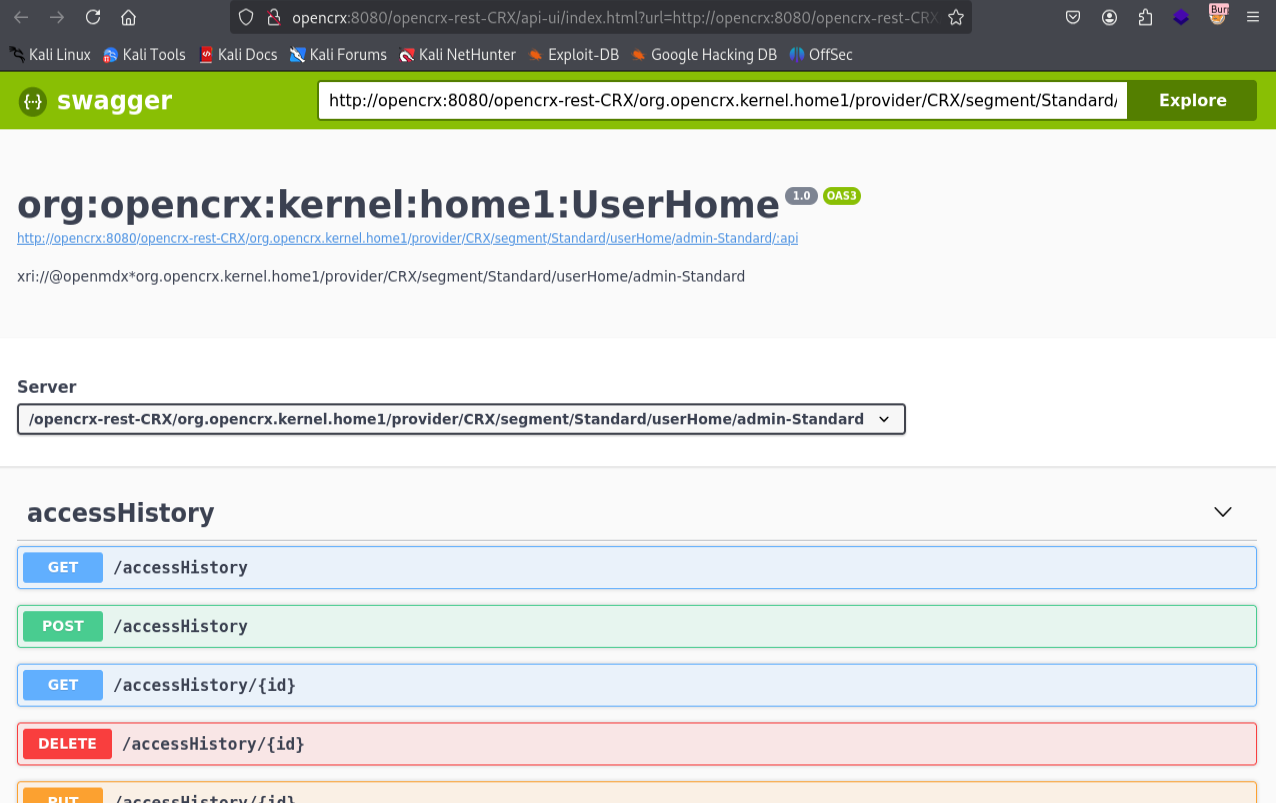 opencrx:8080/opencrx-rest-CRX/api-ui/index.html?url=http://opencrx:8080/opencrx-rest-CRX
Kali Linux Kali Tools Kali Docs Kali Forums Kali NetHunter Exploit-DB Google Hacking DB OffSec
swagger http://opencrx:8080/opencrx-rest-CRX/org.opencrx.kernel.home1/provider/CRX/segment/Standard/ Explore
org:opencrx:kernel:home1:UserHome 1.0 OAS3
http://opencrx:8080/opencrx-rest-CRX/org.opencrx.kernel.home1/provider/CRX/segment/Standard/userHome/admin-Standard/:api
xri://@openmdx*org.opencrx.kernel.home1/provider/CRX/segment/Standard/userHome/admin-Standard
Server
/opencrx-rest-CRX/org.opencrx.kernel.home1/provider/CRX/segment/Standard/userHome/admin-Standard
accessHistory
GET /accessHistory
POST /accessHistory
GET /accessHistory/{id}
DELETE /accessHistory/{id}
PUT /accessHistory/{id}